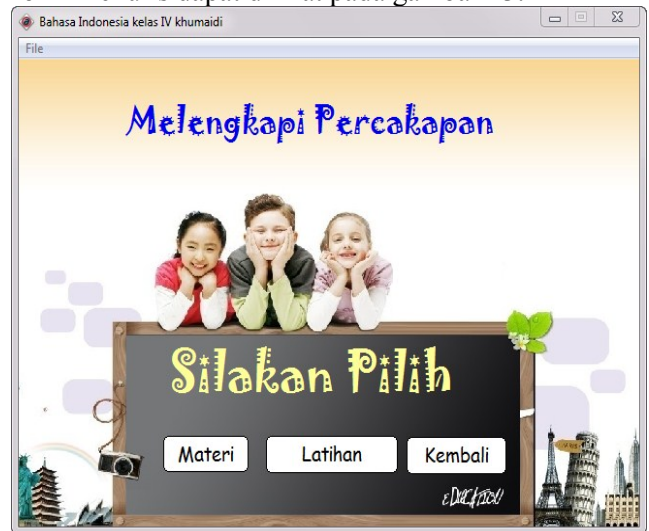 Bahasa Indonesia kelas IV khumaidi
File
Melengkapi Percakapan
Silakan Pilih
Materi Latihan Kembali